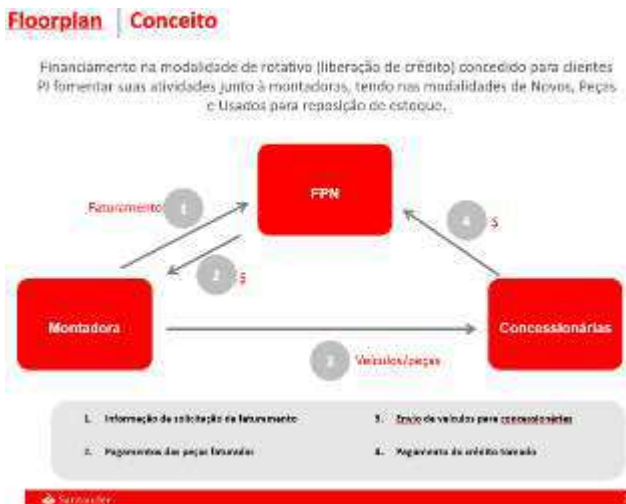 Floorplan | Conceito
Financiamento na modalidade de rotativo (liberação de crédito) concedido para clientes
PJ fomentar suas atividades junto à montadoras, tendo nas modalidades de Novos, Peças
e Usados para reposição de estoque.
FPN
Faturamento 1
4 $
2 $
Montadora
Concessionárias
3 Veículos/peças
1. Informação de solicitação de faturamento
3. Envio de veículos para concessionárias
2. Pagamentos das peças faturadas
4. Pagamento do crédito tomado
Santander